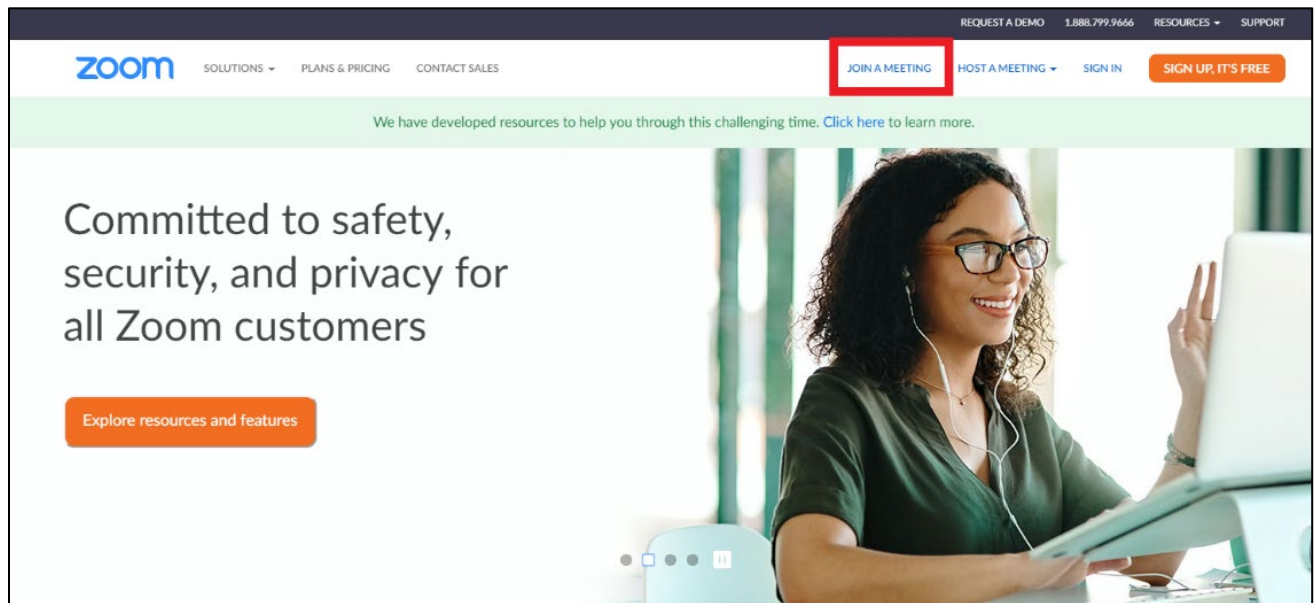 REQUEST A DEMO 1.888.799.9666 RESOURCES SUPPORT
zoom SOLUTIONS PLANS & PRICING CONTACT SALES JOIN A MEETING HOST A MEETING SIGN IN SIGN UP, IT'S FREE
We have developed resources to help you through this challenging time. Click here to learn more.
Committed to safety,
security, and privacy for
all Zoom customers
Explore resources and features